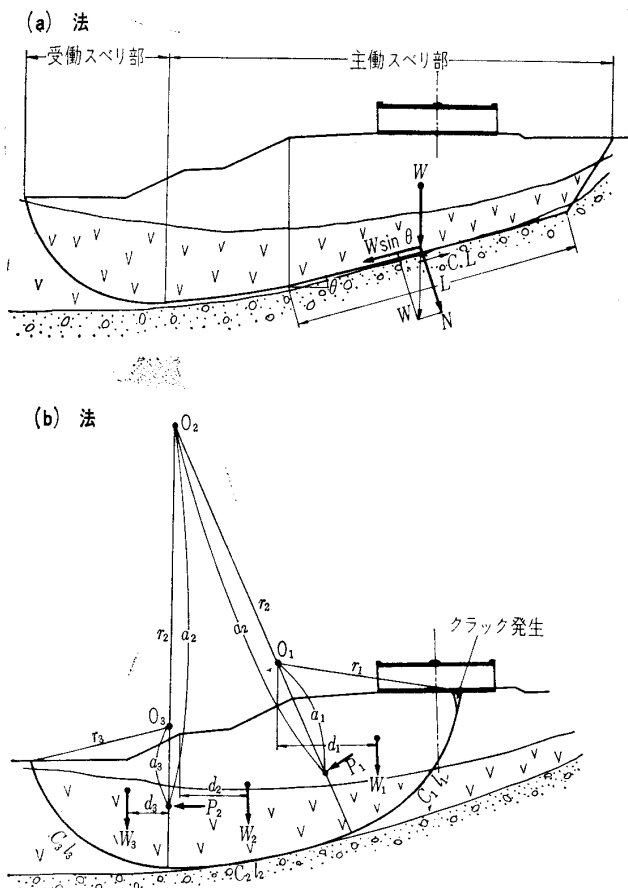 (a) 法
受働スベリ部
主働スベリ部
W
W sin θ
C.L
L
θ
W
N
(b) 法
O₂
r₂
a₂
a₂
r₂
クラック発生
O₁
r₁
O₃
r₃
a₃
a₁
d₁
P₁
W₁
d₂
d₃
P₂
W₃
W₂
C₁l₁
C₃l₃
C₂l₂